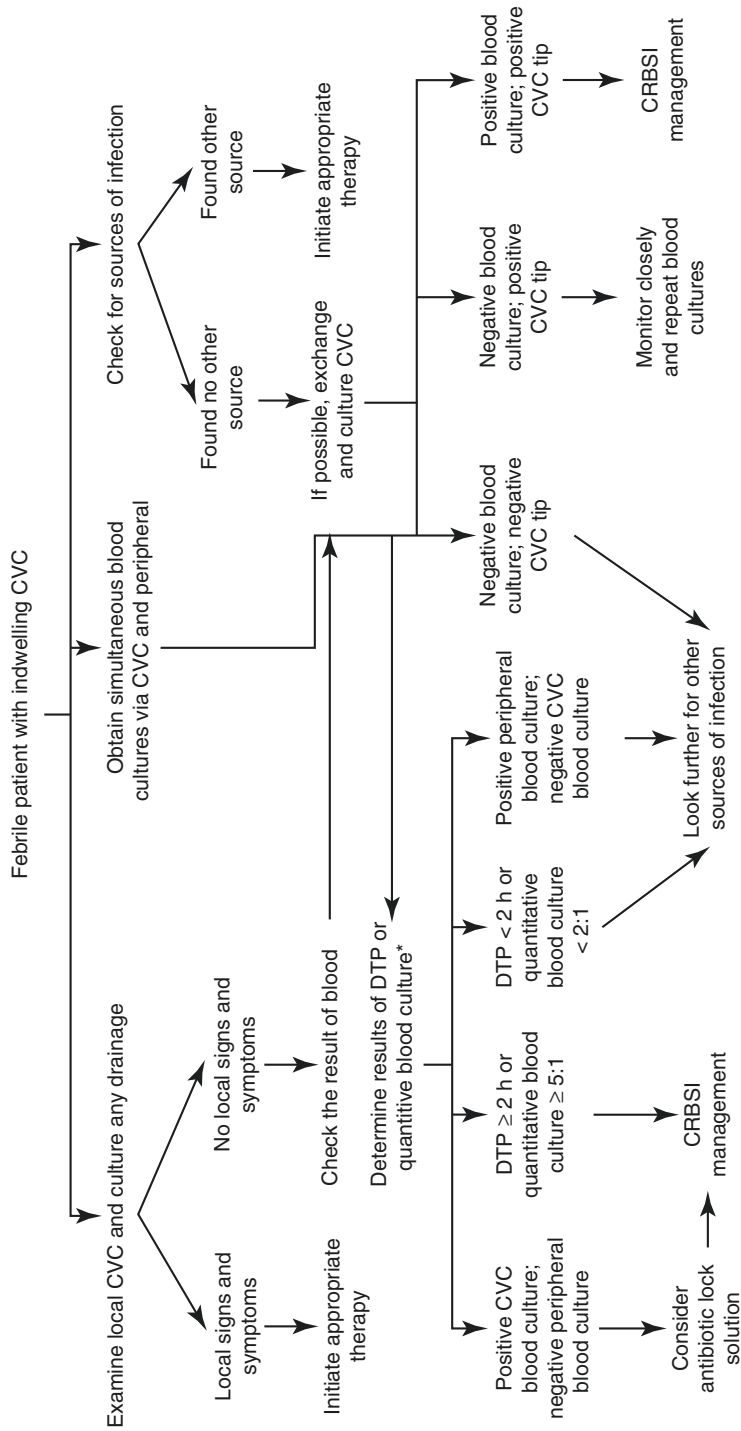 Febrile patient with indwelling CVC
Examine local CVC and culture any drainage
Obtain simultaneous blood
cultures via CVC and peripheral
Check for sources of infection
Local signs and
symptoms
No local signs and
symptoms
Found no other
source
Found other
source
Initiate appropriate
therapy
Check the result of blood
If possible, exchange
and culture CVC
Initiate appropriate
therapy
Determine results of DTP or
quantitive blood culture*
Positive CVC
blood culture;
negative peripheral
blood culture
DTP ≥ 2 h or
quantitative blood
culture ≥ 5:1
DTP < 2 h or
quantitative
blood culture
< 2:1
Positive peripheral
blood culture;
negative CVC
blood culture
Negative blood
culture; negative
CVC tip
Negative blood
culture; positive
CVC tip
Positive blood
culture; positive
CVC tip
Consider
antibiotic lock
solution
CRBSI
management
Look further for other
sources of infection
Monitor closely
and repeat blood
cultures
CRBSI
management